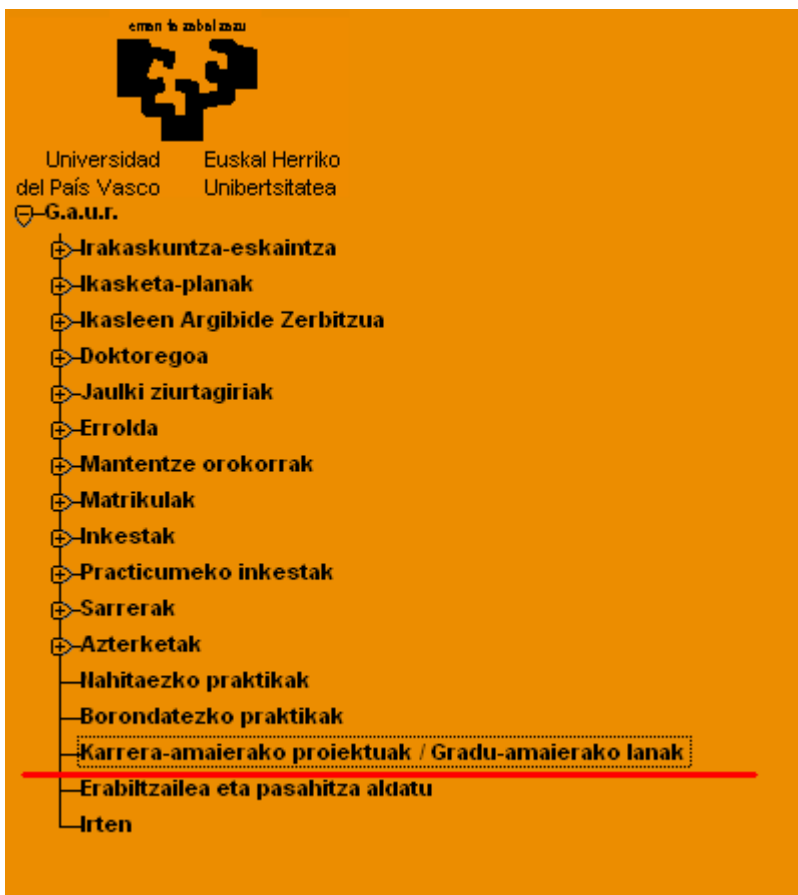 eman ta zabal zazu
Universidad Euskal Herriko
del País Vasco Unibertsitatea
G.a.u.r.
Irakaskuntza-eskaintza
Ikasketa-planak
Ikasleen Argibide Zerbitzua
Doktoregoa
Jaulki ziurtagiriak
Errolda
Mantentze orokorrak
Matrikulak
Inkestak
Practicumeko inkestak
Sarrerak
Azterketak
Nahitaezko praktikak
Borondatezko praktikak
Karrera-amaierako proiektuak / Gradu-amaierako lanak
Erabiltzailea eta pasahitza aldatu
Irten